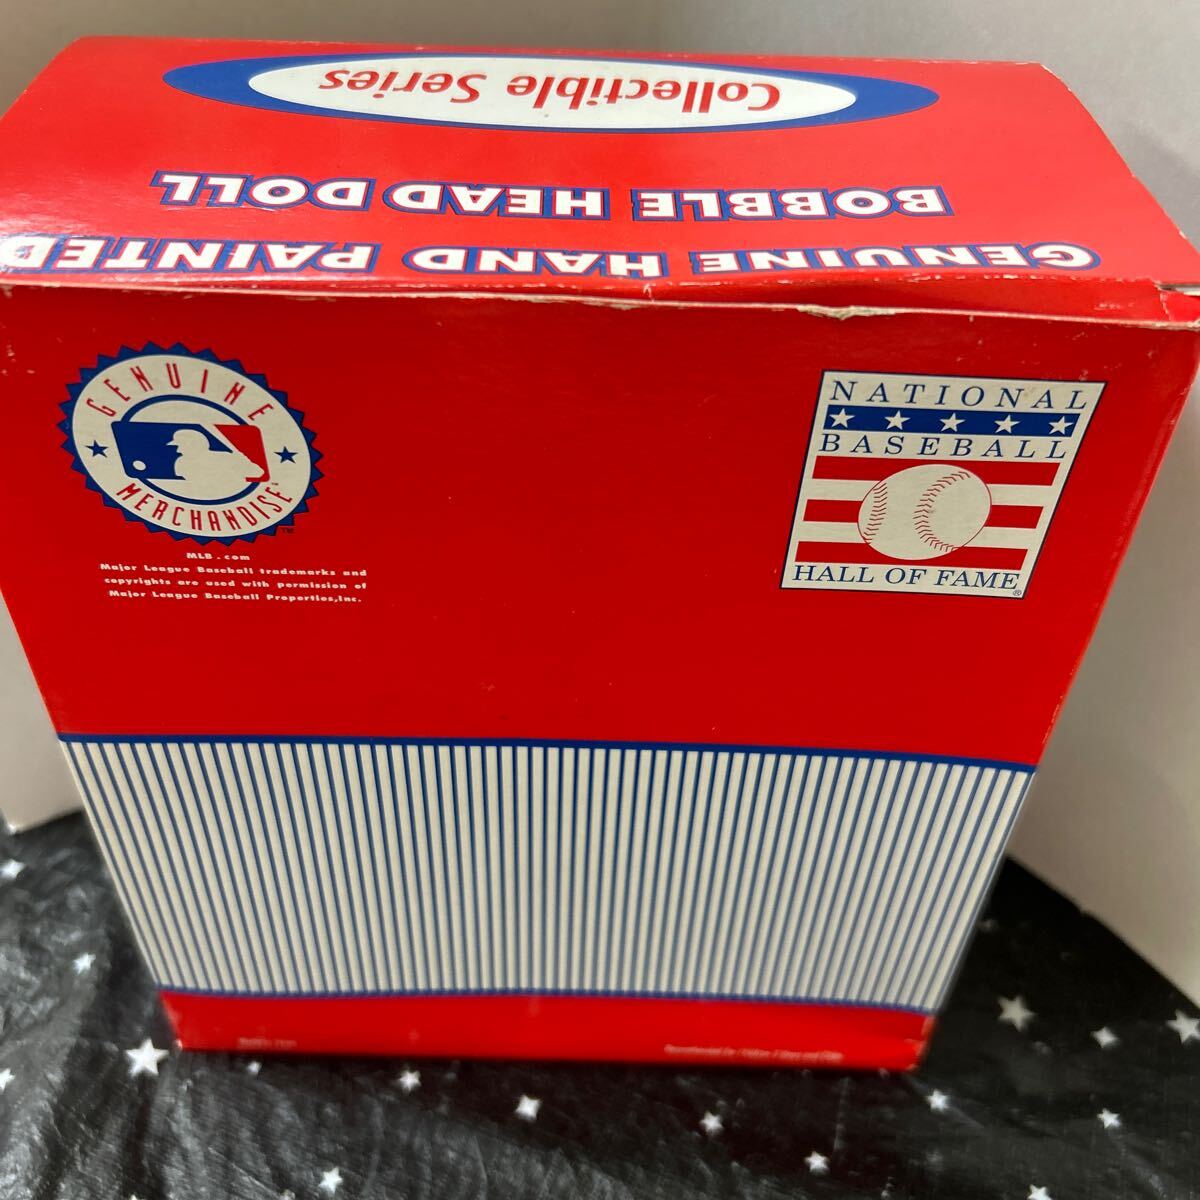 Collectible Series
GENUINE HAND PAINTED
BOBBLE HEAD DOLL
GENUINE
MERCHANDISE
TM
MLB.com
Major League Baseball trademarks and
copyrights are used with permission of
Major League Baseball Properties,Inc.
NATIONAL
BASEBALL
HALL OF FAME
®